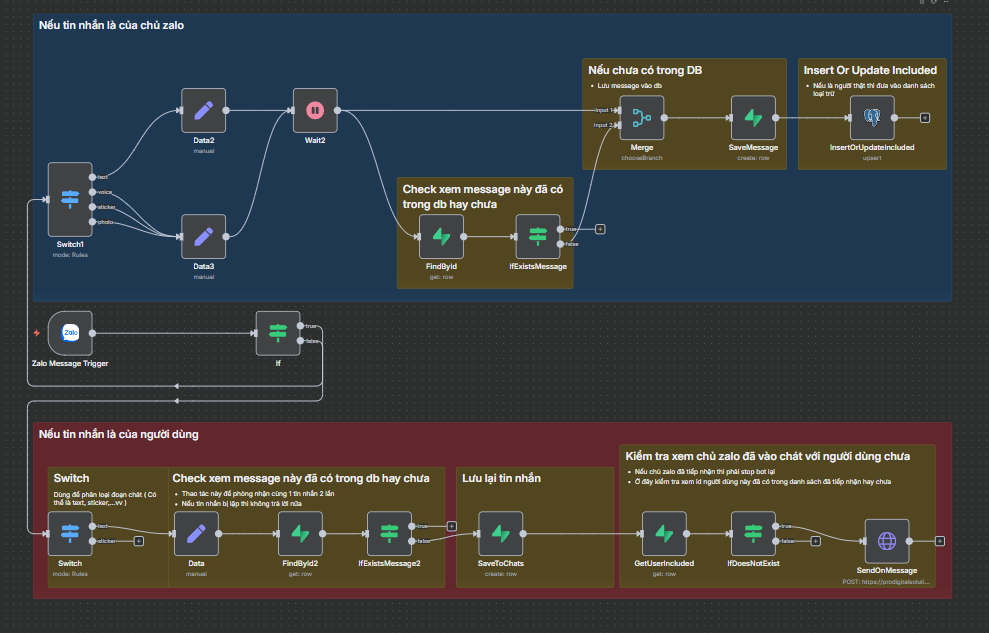 Nếu tin nhắn là của chủ zalo
Nếu chưa có trong DB
Lưu message vào db
Insert Or Update Included
Nếu là người thật thì đưa vào danh sách
loại trừ
Data2
manual
Wait2
Input 1
Input 2
Merge
chooseBranch
SaveMessage
create: row
InsertOrUpdateIncluded
upsert
text
voice
sticker
photo
Switch1
mode: Rules
Data3
manual
Check xem message này đã có
trong db hay chưa
FindById
get: row
true
false
IfExistsMessage
Zalo
Zalo Message Trigger
true
false
If
Nếu tin nhắn là của người dùng
Switch
Dùng để phân loại đoạn chát ( Có
thể là text, sticker,...vv )
text
sticker
Switch
mode: Rules
Check xem message này đã có trong db hay chưa
Thao tác này để phòng nhận cùng 1 tin nhắn 2 lần
Nếu tin nhắn bị lặp thì không trả lời nữa
Data
manual
FindById2
get: row
true
false
IfExistsMessage2
Lưu lại tin nhắn
SaveToChats
create: row
Kiểm tra xem chủ zalo đã vào chát với người dùng chưa
Nếu chủ zalo đã tiếp nhận thì phải stop bot lại
Ở đây kiểm tra xem id người dùng này đã có trong danh sách đã tiếp nhận hay chưa
GetUserIncluded
get: row
true
false
IfDoesNotExist
SendOnMessage
POST: https://prodigitalsoluti...